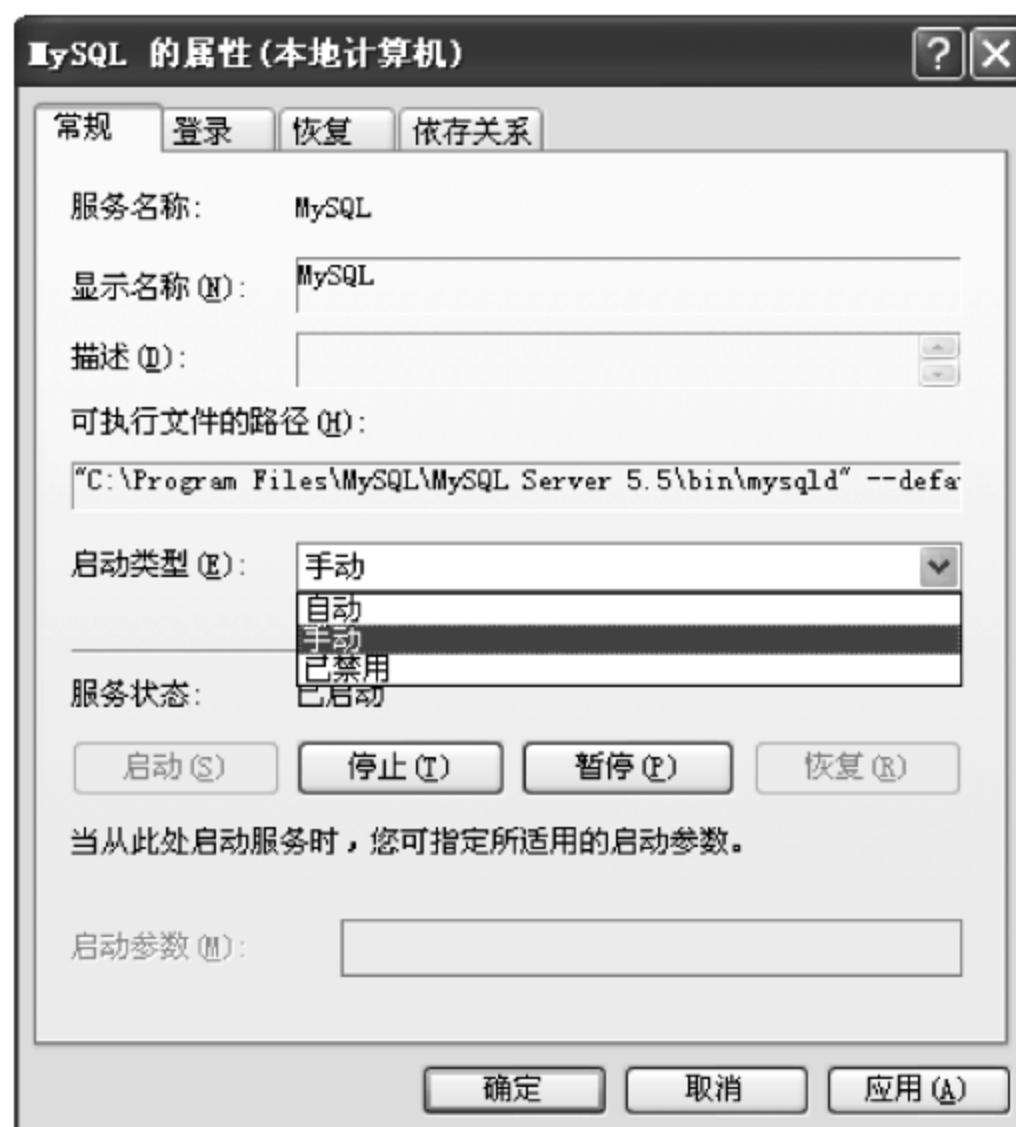 MySQL 的属性(本地计算机)
常规 登录 恢复 依存关系
服务名称: MySQL
显示名称(N): MySQL
描述(D):
可执行文件的路径(H):
"C:\Program Files\MySQL\MySQL Server 5.5\bin\mysqld" --defa
启动类型(E): 手动
自动
手动
已禁用
服务状态: 已启动
启动(S) 停止(T) 暂停(P) 恢复(R)
当从此处启动服务时，您可指定所适用的启动参数。
启动参数(M):
确定 取消 应用(A)